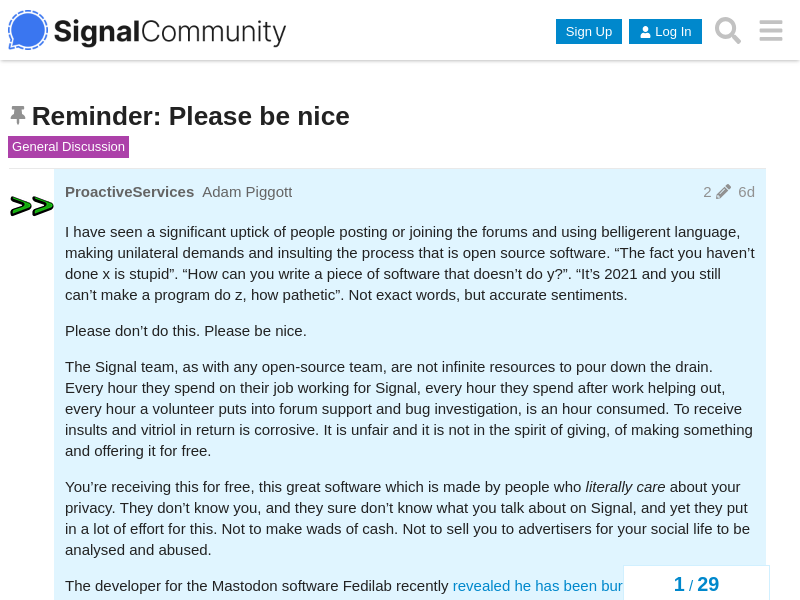 SignalCommunity
Sign Up
Log In
Reminder: Please be nice
General Discussion
ProactiveServices Adam Piggott
2 6d
I have seen a significant uptick of people posting or joining the forums and using belligerent language,
making unilateral demands and insulting the process that is open source software. “The fact you haven’t
done x is stupid”. “How can you write a piece of software that doesn’t do y?”. “It’s 2021 and you still
can’t make a program do z, how pathetic”. Not exact words, but accurate sentiments.
Please don’t do this. Please be nice.
The Signal team, as with any open-source team, are not infinite resources to pour down the drain.
Every hour they spend on their job working for Signal, every hour they spend after work helping out,
every hour a volunteer puts into forum support and bug investigation, is an hour consumed. To receive
insults and vitriol in return is corrosive. It is unfair and it is not in the spirit of giving, of making something
and offering it for free.
You’re receiving this for free, this great software which is made by people who literally care about your
privacy. They don’t know you, and they sure don’t know what you talk about on Signal, and yet they put
in a lot of effort for this. Not to make wads of cash. Not to sell you to advertisers for your social life to be
analysed and abused.
The developer for the Mastodon software Fedilab recently revealed he has been bur
1 / 29